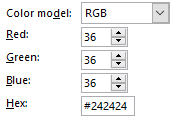 Color model: RGB
Red: 36
Green: 36
Blue: 36
Hex: #242424